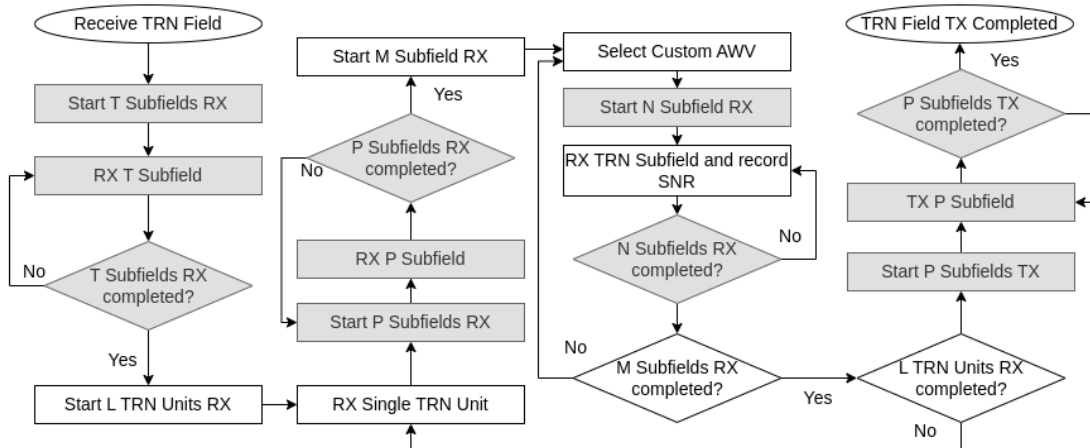 Receive TRN Field
Start T Subfields RX
RX T Subfield
No
T Subfields RX
completed?
Yes
Start L TRN Units RX
Start M Subfield RX
Yes
P Subfields RX
completed?
No
RX P Subfield
Start P Subfields RX
RX Single TRN Unit
Select Custom AWV
Start N Subfield RX
RX TRN Subfield and record
SNR
No
N Subfields RX
completed?
No
M Subfields RX
completed?
Yes
TRN Field TX Completed
Yes
P Subfields TX
completed?
TX P Subfield
Start P Subfields TX
L TRN Units RX
completed?
No